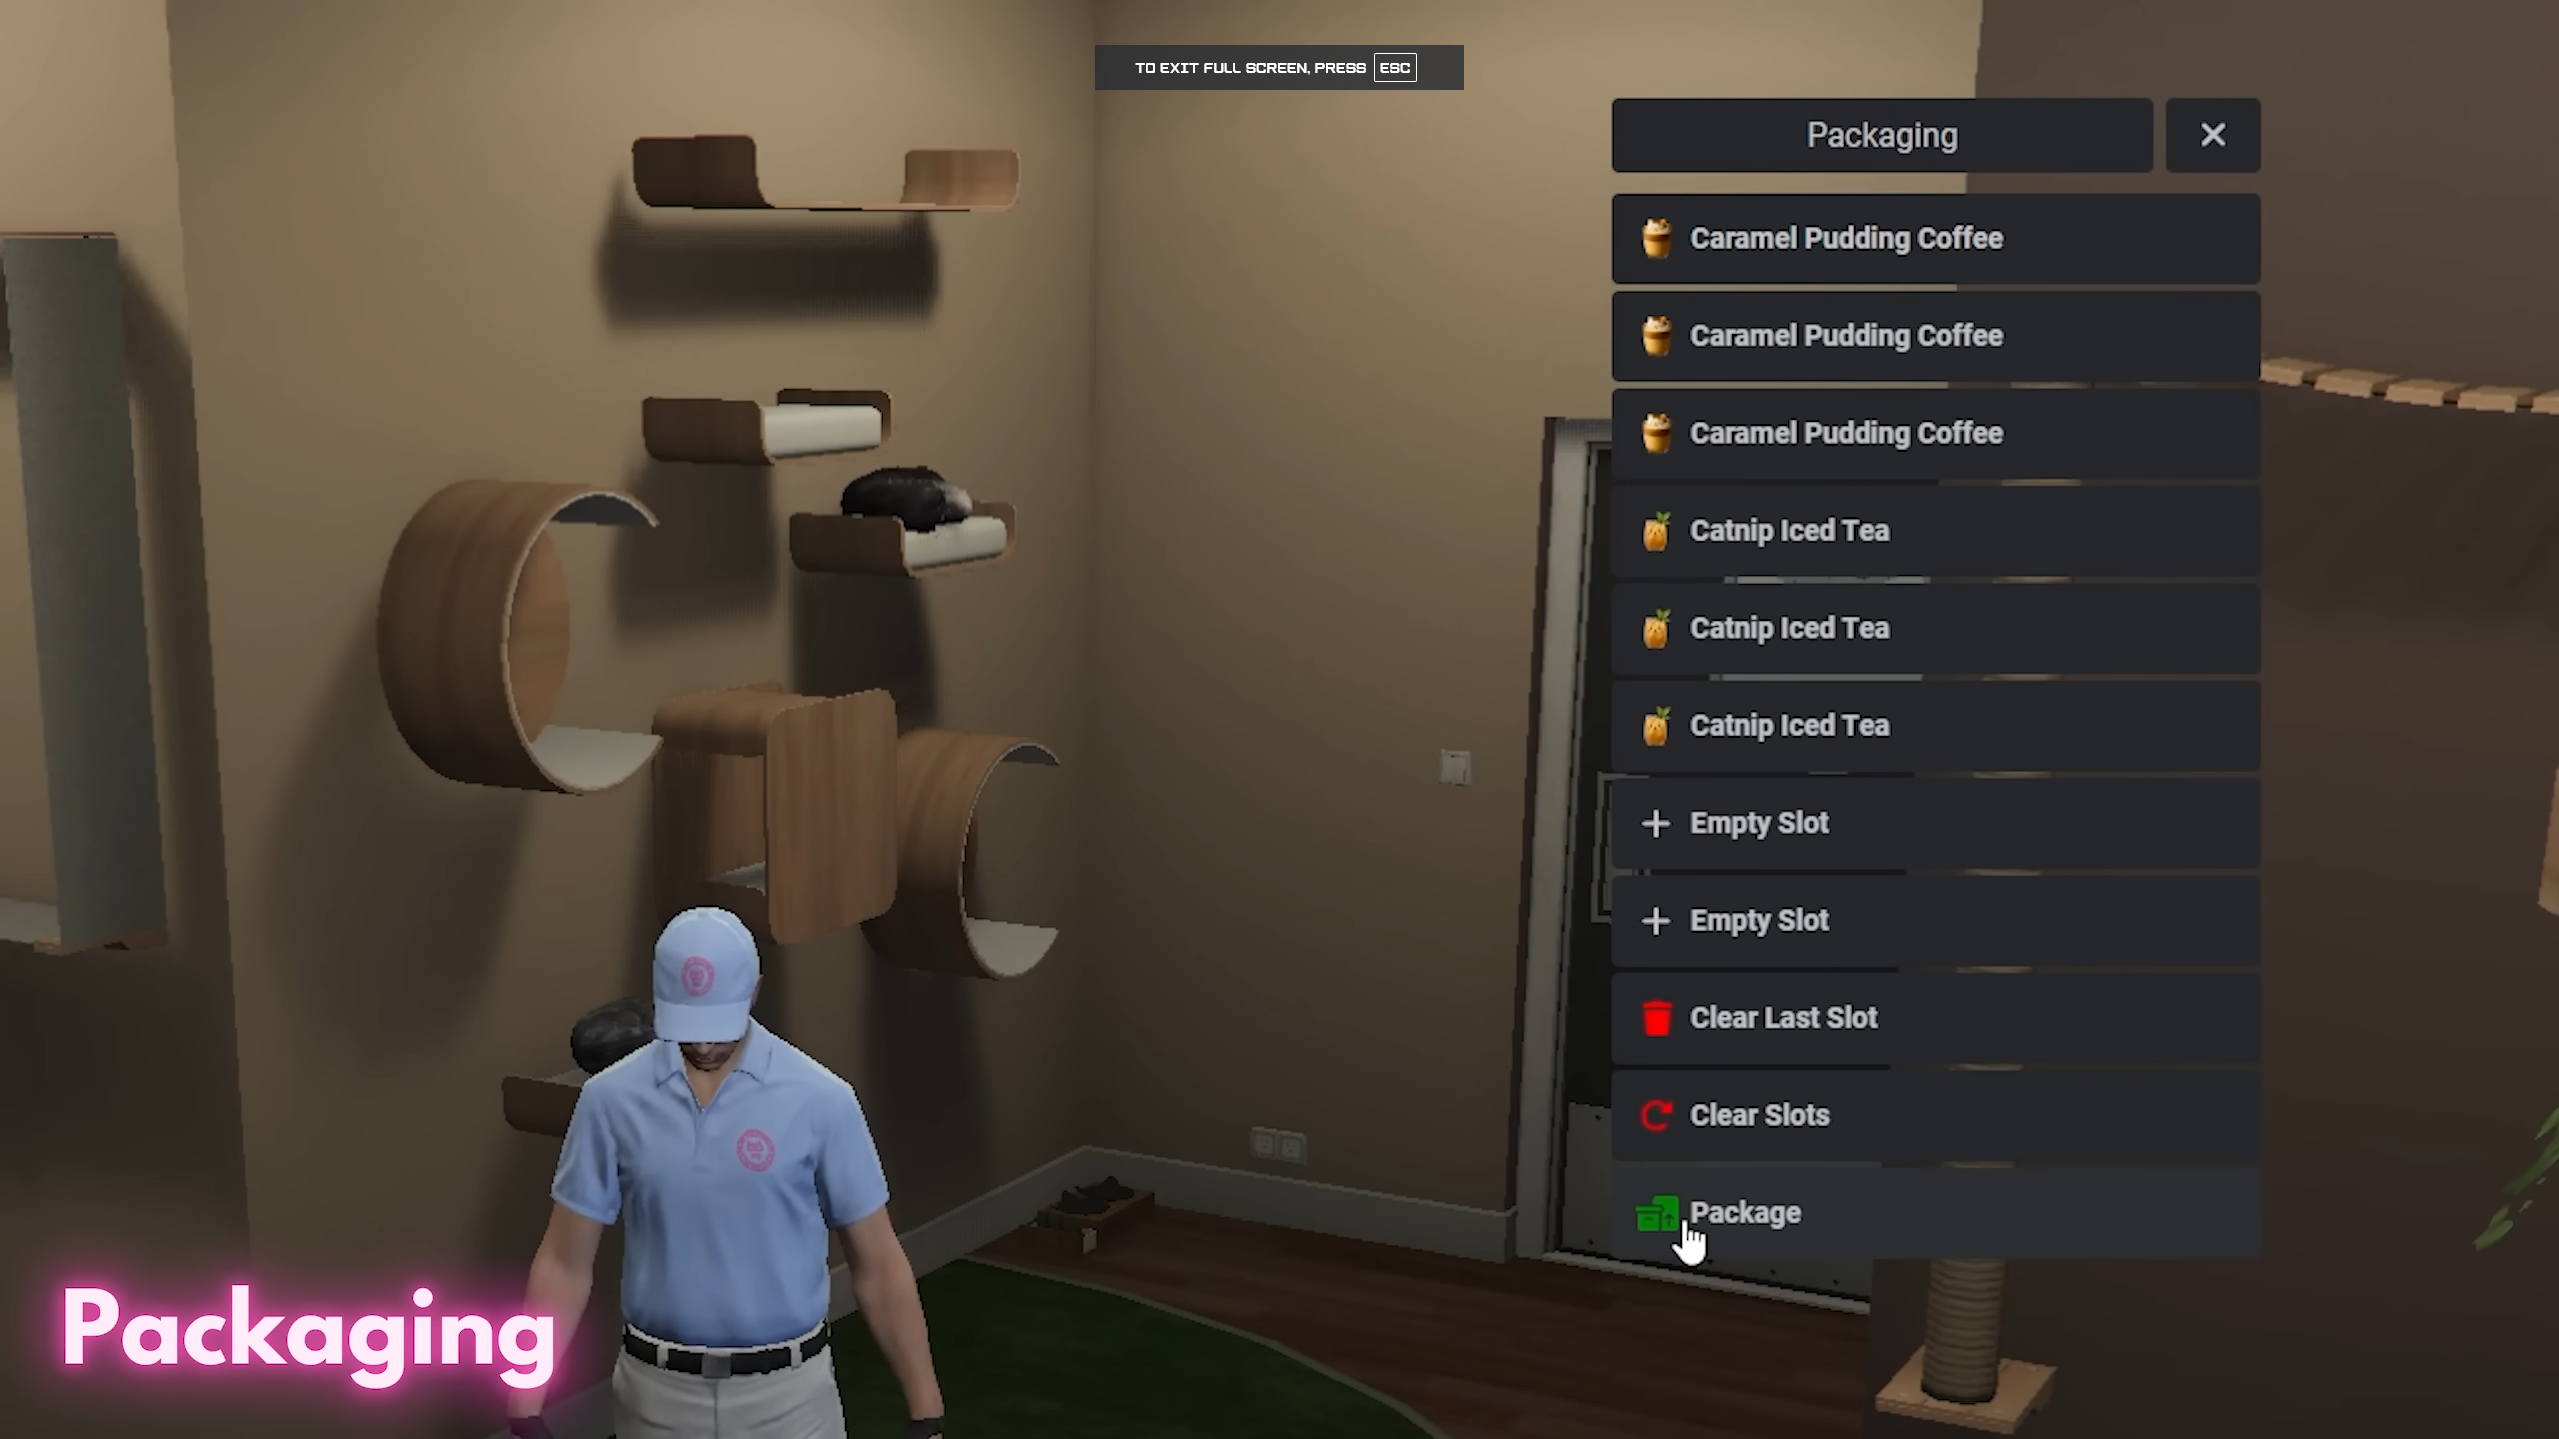 TO EXIT FULL SCREEN, PRESS ESC
Packaging
Caramel Pudding Coffee
Caramel Pudding Coffee
Caramel Pudding Coffee
Catnip Iced Tea
Catnip Iced Tea
Catnip Iced Tea
Empty Slot
Empty Slot
Clear Last Slot
Clear Slots
Package
Packaging